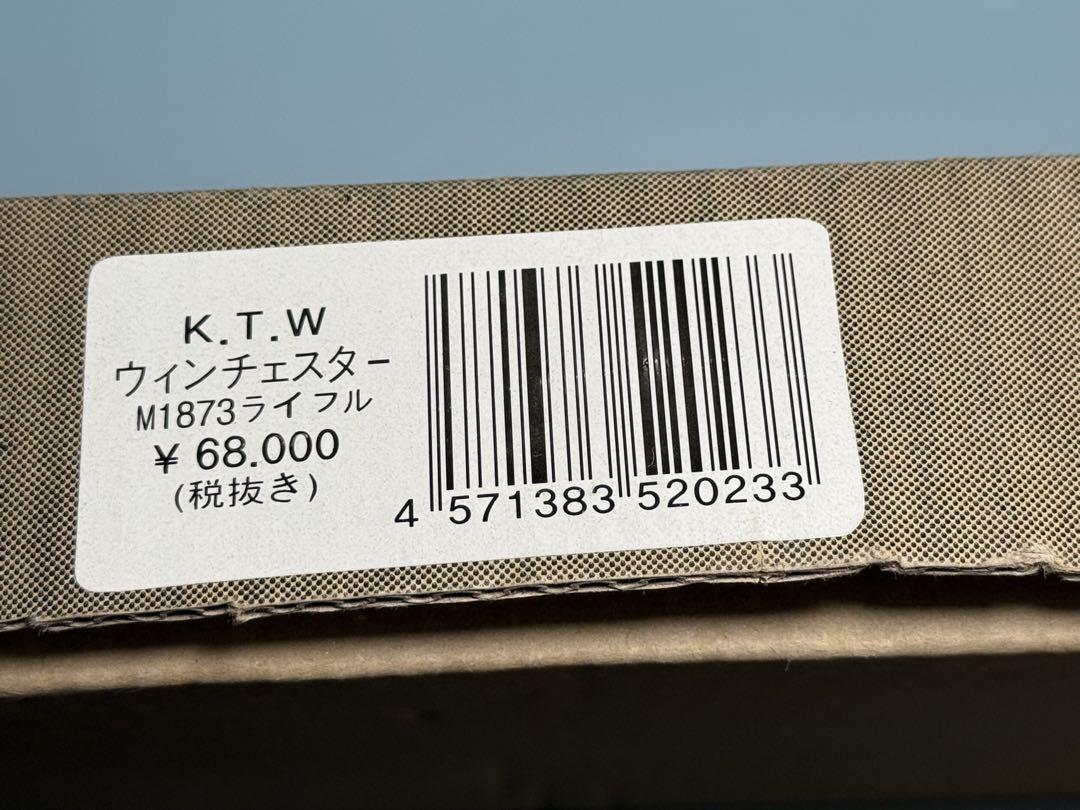 K.T.W
ウィンチェスター
M1873ライフル
¥ 68.000
(税抜き)
4 571383 520233